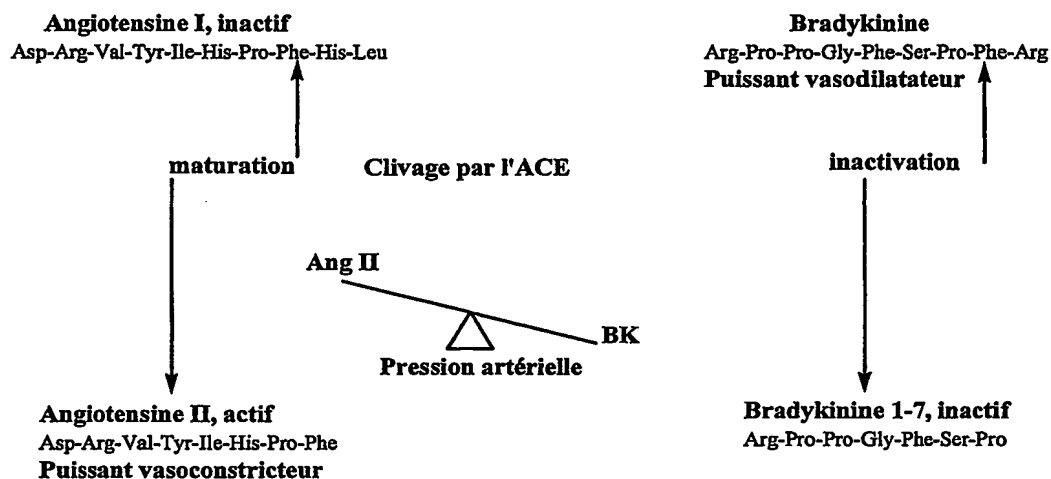 Angiotensine I, inactif
Asp-Arg-Val-Tyr-Ile-His-Pro-Phe-His-Leu
Bradykinine
Arg-Pro-Pro-Gly-Phe-Ser-Pro-Phe-Arg
Puissant vasodilatateur
maturation
Clivage par l'ACE
inactivation
Ang II
BK
Pression artérielle
Angiotensine II, actif
Asp-Arg-Val-Tyr-Ile-His-Pro-Phe
Puissant vasoconstricteur
Bradykinine 1-7, inactif
Arg-Pro-Pro-Gly-Phe-Ser-Pro